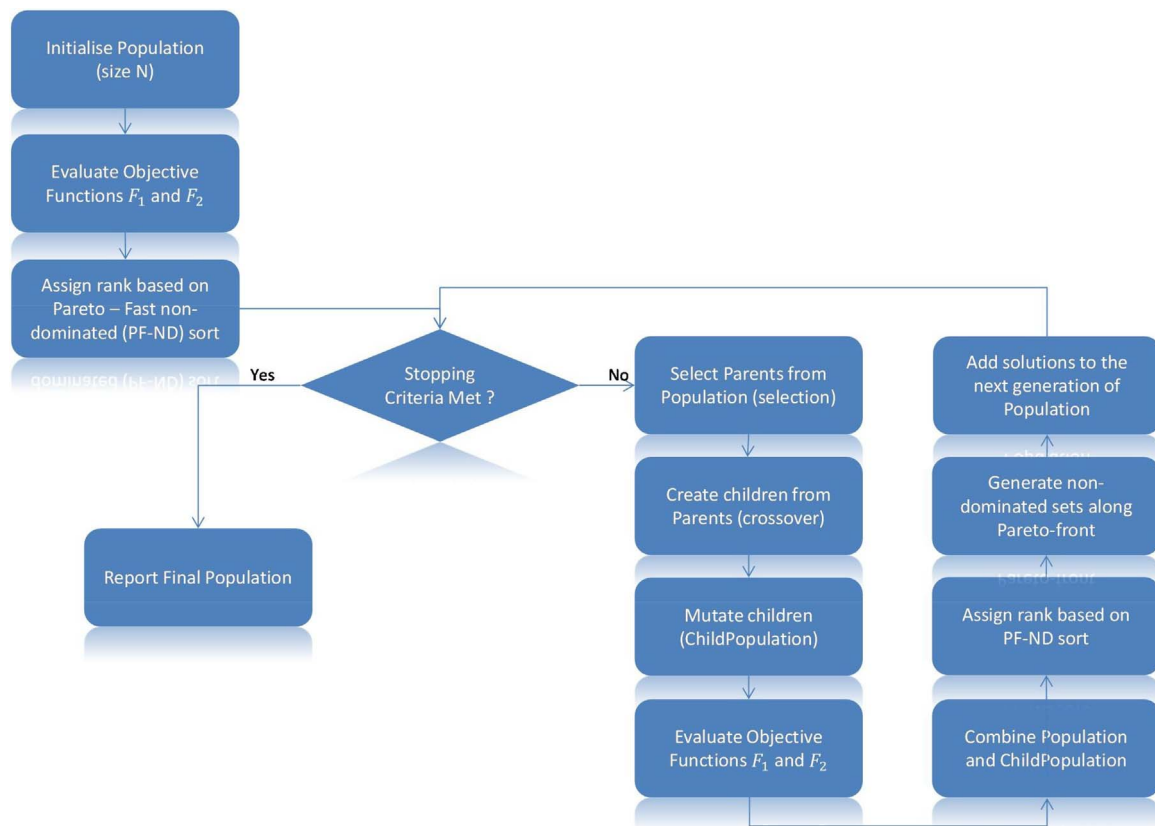 Initialise Population
(size N)
Evaluate Objective
Functions F₁ and F₂
Assign rank based on
Pareto – Fast non-
dominated (PF-ND) sort
Yes
Stopping
Criteria Met ?
No
Report Final Population
Select Parents from
Population (selection)
Create children from
Parents (crossover)
Mutate children
(ChildPopulation)
Evaluate Objective
Functions F₁ and F₂
Combine Population
and ChildPopulation
Assign rank based on
PF-ND sort
Generate non-
dominated sets along
Pareto-front
Add solutions to the
next generation of
Population